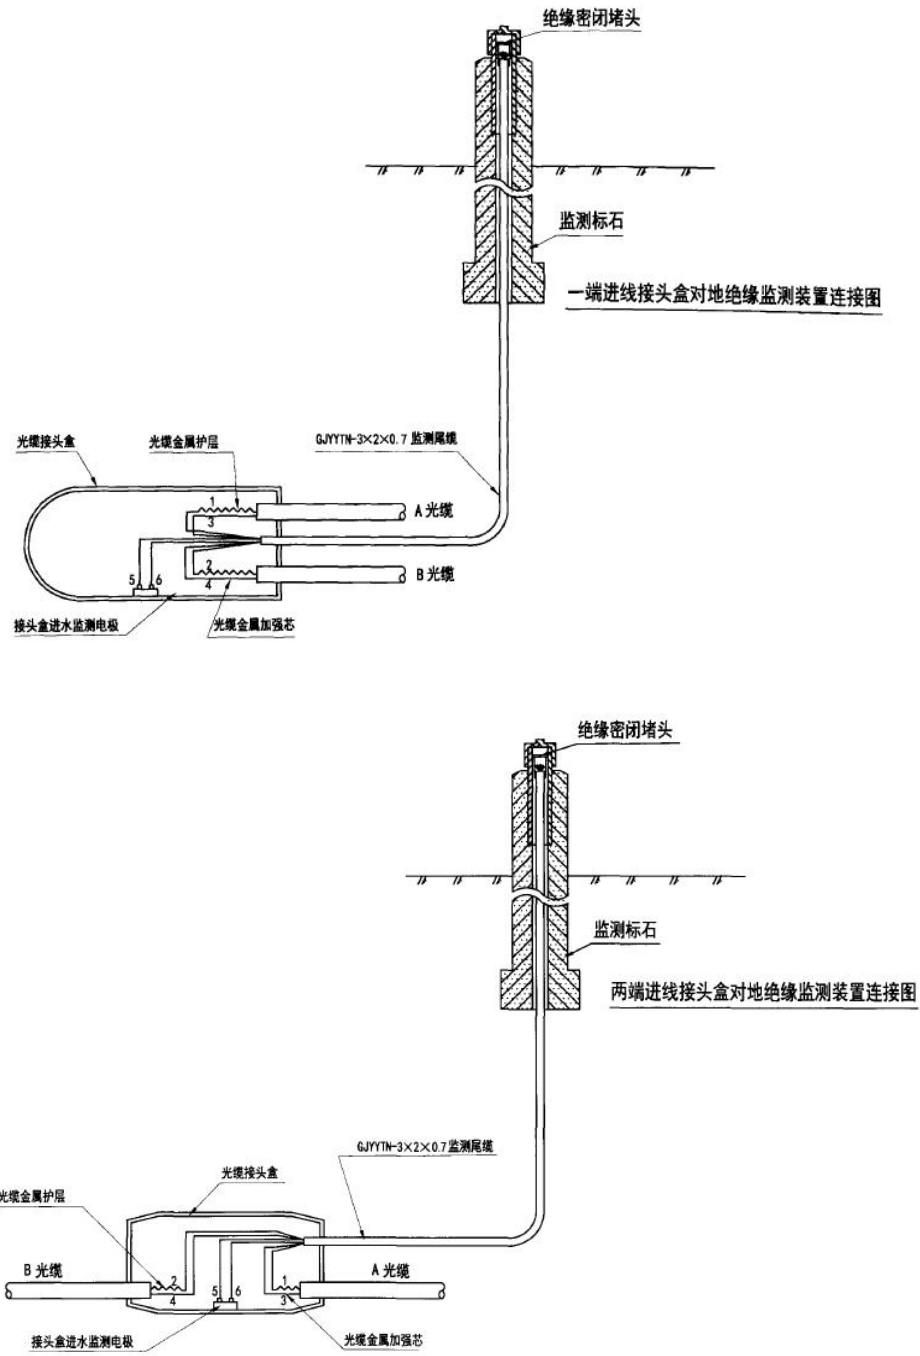 绝缘密闭堵头
监测标石
一端进线接头盒对地绝缘监测装置连接图
光缆接头盒
光缆金属护层
GJYYTN-3×2×0.7监测尾缆
1
A光缆
3
2
B光缆
5
6
4
接头盒进水监测电极
光缆金属加强芯
绝缘密闭堵头
监测标石
两端进线接头盒对地绝缘监测装置连接图
GJYYTN-3×2×0.7监测尾缆
光缆接头盒
光缆金属护层
B光缆
A光缆
2
1
5
6
4
3
接头盒进水监测电极
光缆金属加强芯